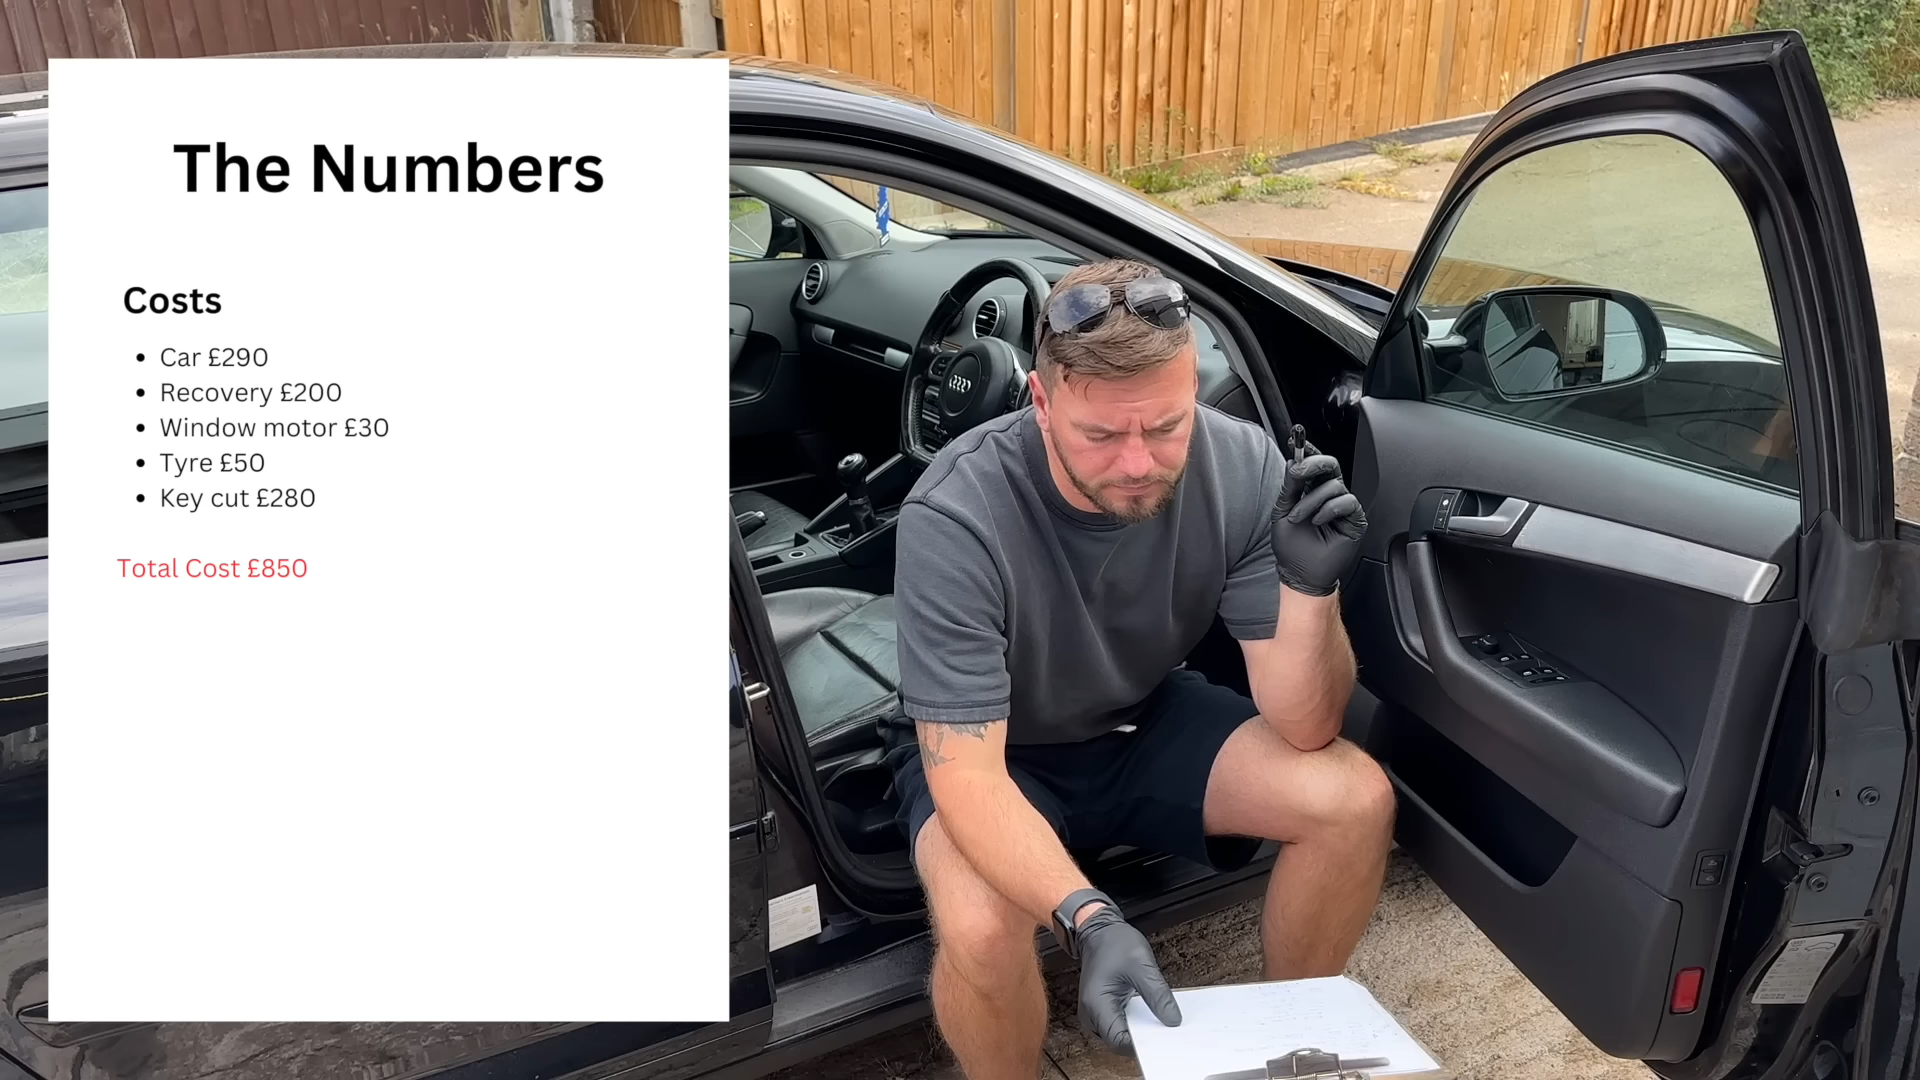 The Numbers
Costs
• Car £290
• Recovery £200
• Window motor £30
• Tyre £50
• Key cut £280
Total Cost £850